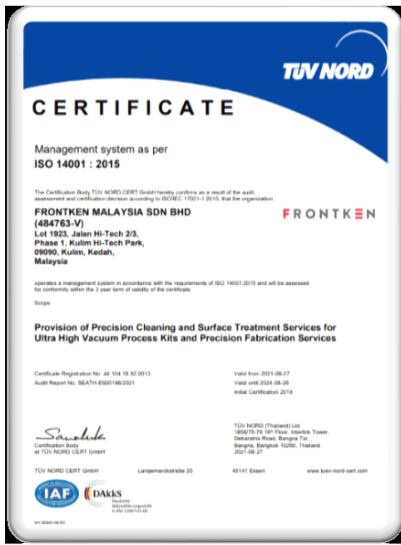 TÜV NORD
CERTIFICATE
Management system as per
ISO 14001 : 2015
The Certification Body TÜV NORD CERT GmbH hereby confirms as a result of the audit,
assessment and certification decision according to ISO/IEC 17021-1:2015, that the organization
FRONTKEN MALAYSIA SDN BHD
(484763-V)
Lot 1923, Jalan Hi-Tech 2/3,
Phase 1, Kulim Hi-Tech Park,
09090, Kulim, Kedah,
Malaysia
FRONTKEN
operates a management system in accordance with the requirements of ISO 14001:2015 and will be assessed
for conformity within the 3 year term of validity of the certificate.
Scope
Provision of Precision Cleaning and Surface Treatment Services for
Ultra High Vacuum Process Kits and Precision Fabrication Services
Certificate Registration No. 44 104 18 92 0013
Audit Report No.
Valid from 2021-08-27
Valid until 2024-08-26
Initial Certification 2018
Certification Body
at TÜV NORD CERT GmbH
TÜV NORD (Thailand) Ltd.
Floor, Interlink Tower,
Debaratna Road, Bangna Tai,
Bangna, Bangkok 10260, Thailand
2021-08-27
TÜV NORD CERT GmbH
Langemarckstraße 20
45141 Essen
www.tuev-nord-cert.com
IAF
DAkkS
Deutsche
Akkreditierungsstelle